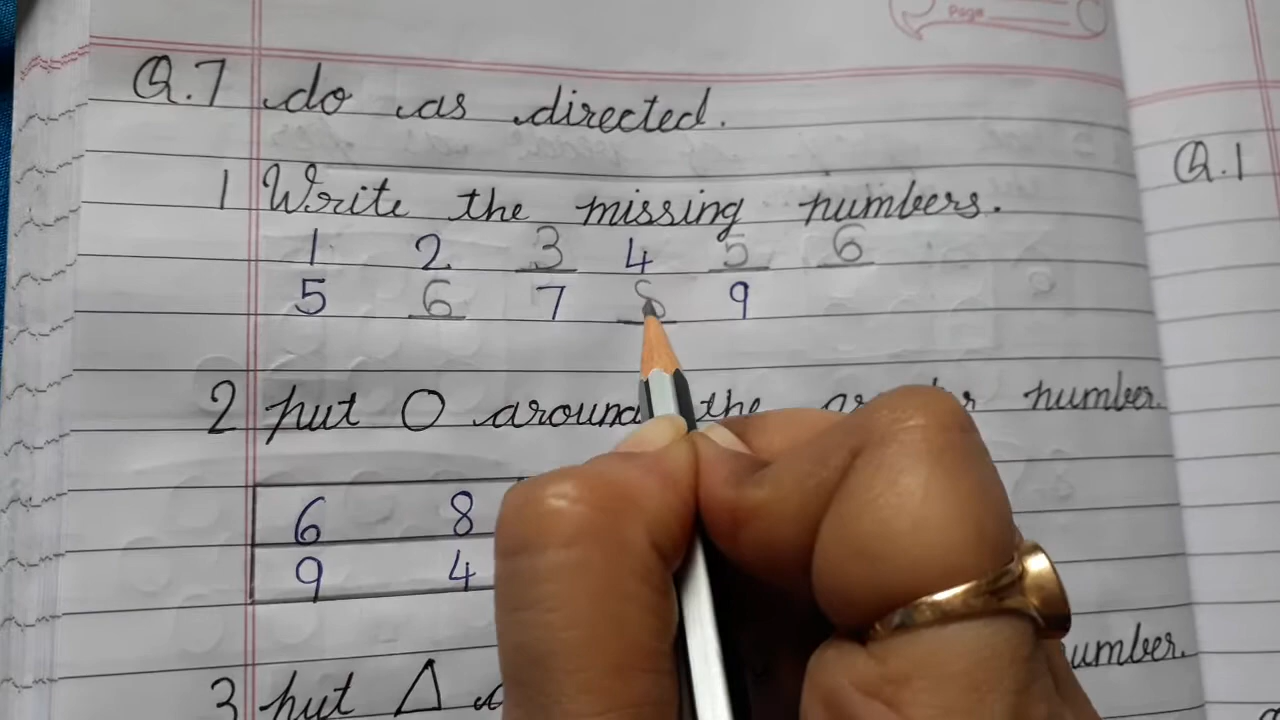 Page
Q.7 do as directed.
1 Write the missing numbers.
1 2 3 4 5 6
5 6 7 8 9
2 put O around the number.
6 8
9 4
number.
3 put Δ
Q.1